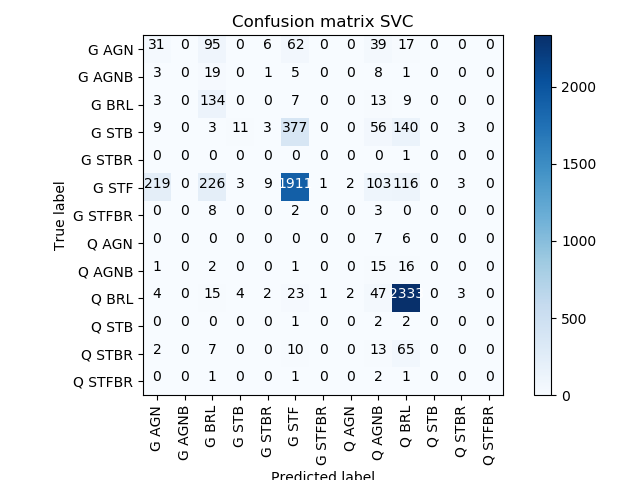 Confusion matrix SVC
G AGN 31 0 95 0 6 62 0 0 39 17 0 0 0
G AGNB 3 0 19 0 1 5 0 0 8 1 0 0 0
G BRL 3 0 134 0 0 7 0 0 13 9 0 0 0
G STB 9 0 3 11 3 377 0 0 56 140 0 3 0
G STBR 0 0 0 0 0 0 0 0 0 1 0 0 0
G STF 219 0 226 3 9 1911 1 2 103 116 0 3 0
G STFBR 0 0 8 0 0 2 0 0 3 0 0 0 0
Q AGN 0 0 0 0 0 0 0 0 7 6 0 0 0
Q AGNB 1 0 2 0 0 1 0 0 15 16 0 0 0
Q BRL 4 0 15 4 2 23 1 2 47 2333 0 3 0
Q STB 0 0 0 0 0 1 0 0 2 2 0 0 0
Q STBR 2 0 7 0 0 10 0 0 13 65 0 0 0
Q STFBR 0 0 1 0 0 1 0 0 2 1 0 0 0
True label
G AGN G AGNB G BRL G STB G STBR G STF G STFBR Q AGN Q AGNB Q BRL Q STB Q STBR Q STFBR
Predicted label
2000
1500
1000
500
0